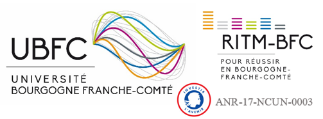 UBFC
UNIVERSITÉ
BOURGOGNE FRANCHE-COMTÉ
RITM-BFC
POUR RÉUSSIR
EN BOURGOGNE-
FRANCHE-COMTÉ
ANR-17-NCUN-0003